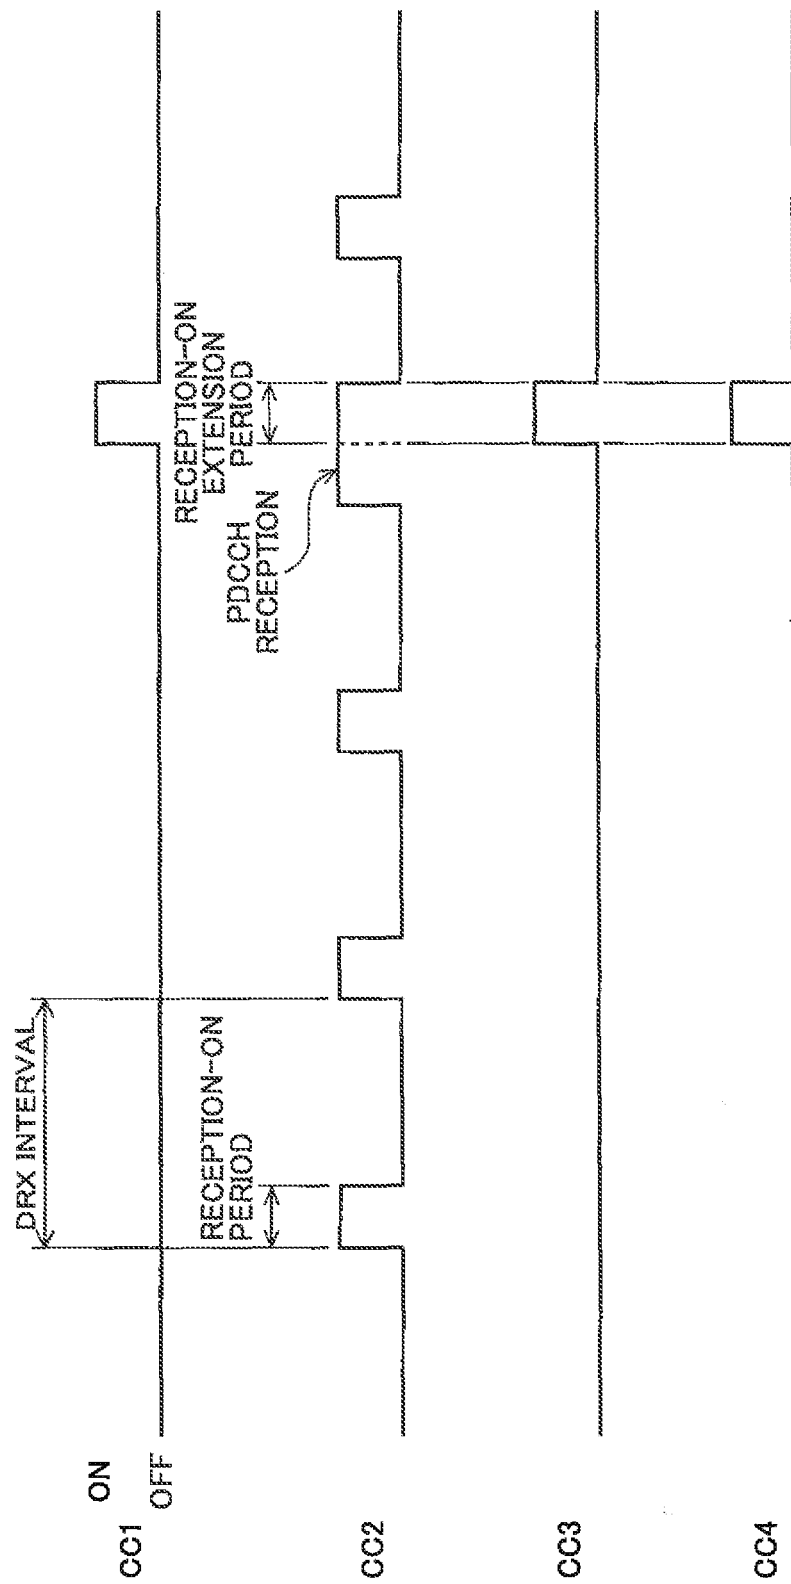 DRX INTERVAL
RECEPTION-ON
PERIOD
PDCCH
RECEPTION
RECEPTION-ON
EXTENSION
PERIOD
ON
OFF
CC1
CC2
CC3
CC4